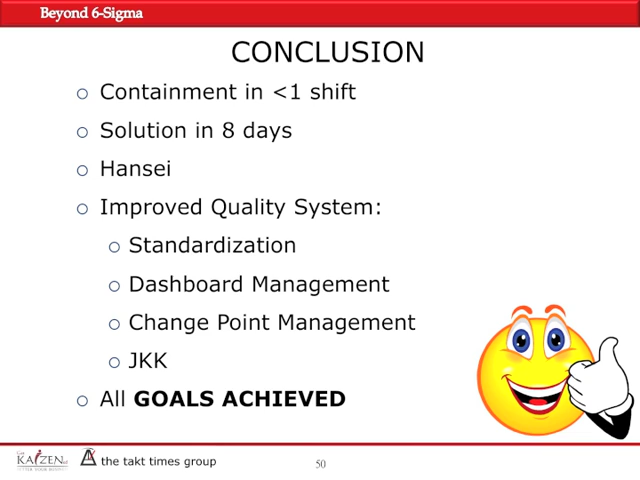 Beyond 6-Sigma
CONCLUSION
Containment in <1 shift
Solution in 8 days
Hansei
Improved Quality System:
Standardization
Dashboard Management
Change Point Management
JKK
All GOALS ACHIEVED
KAIZEN
the takt times group
50